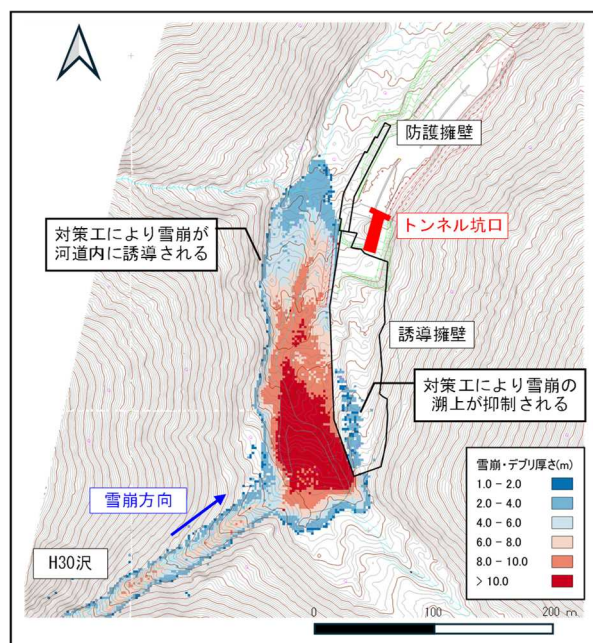 防護擁壁
トンネル坑口
対策工により雪崩が
河道内に誘導される
誘導擁壁
対策工により雪崩の
遡上が抑制される
雪崩方向
H30沢
雪崩・デブリ厚さ(m)
1.0 - 2.0
2.0 - 4.0
4.0 - 6.0
6.0 - 8.0
8.0 - 10.0
> 10.0
0 100 200 m